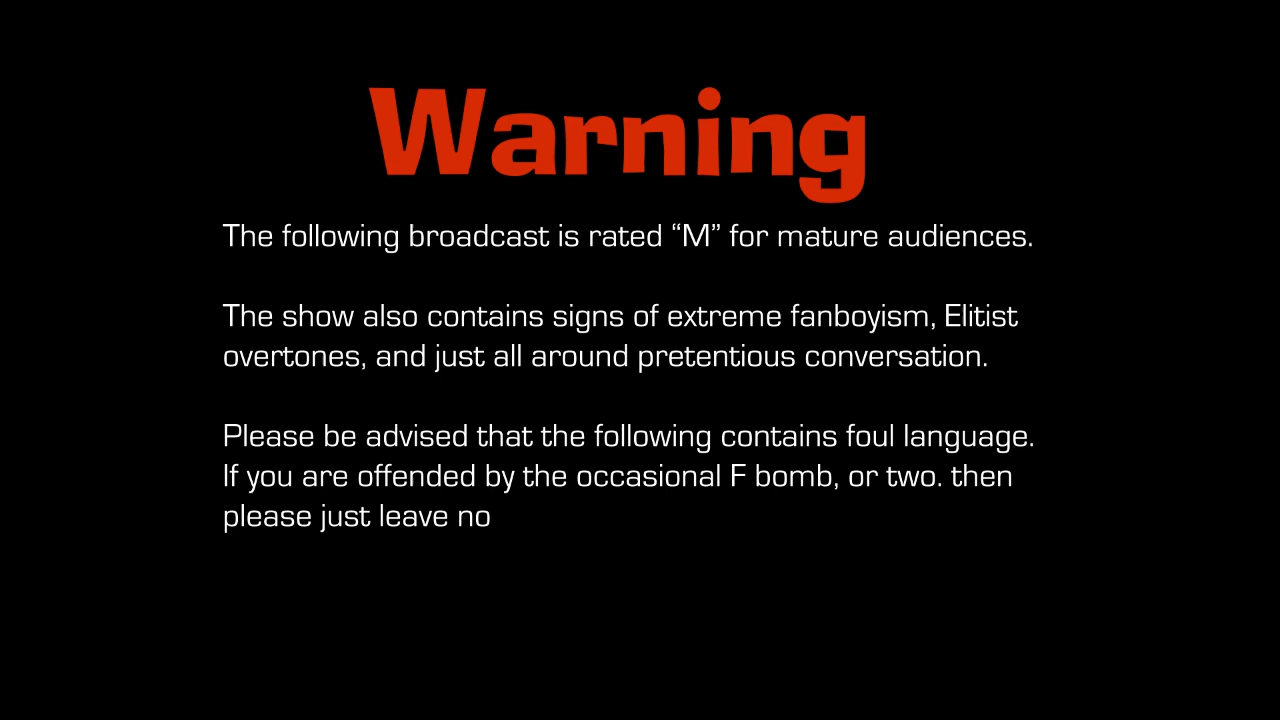 Warning
The following broadcast is rated “M” for mature audiences.
The show also contains signs of extreme fanboyism, Elitist
overtones, and just all around pretentious conversation.
Please be advised that the following contains foul language.
If you are offended by the occasional F bomb, or two. then
please just leave no